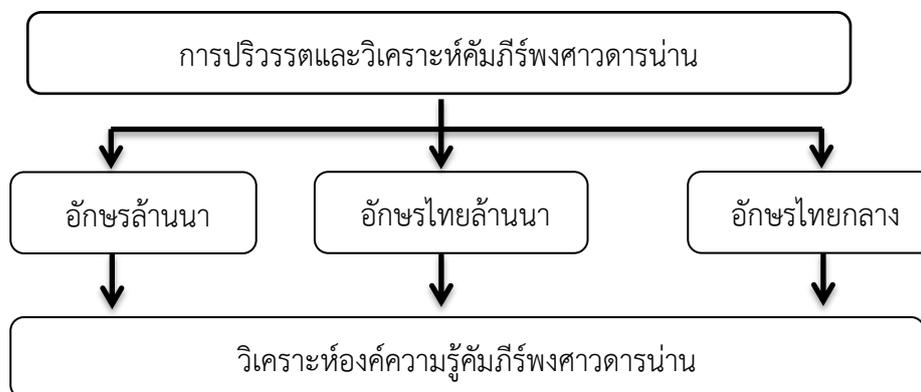 การปริวรรตและวิเคราะห์คัมภีร์พงศาวดารน่าน
อักษรล้านนา
อักษรไทยล้านนา
อักษรไทยกลาง
วิเคราะห์องค์ความรู้คัมภีร์พงศาวดารน่าน